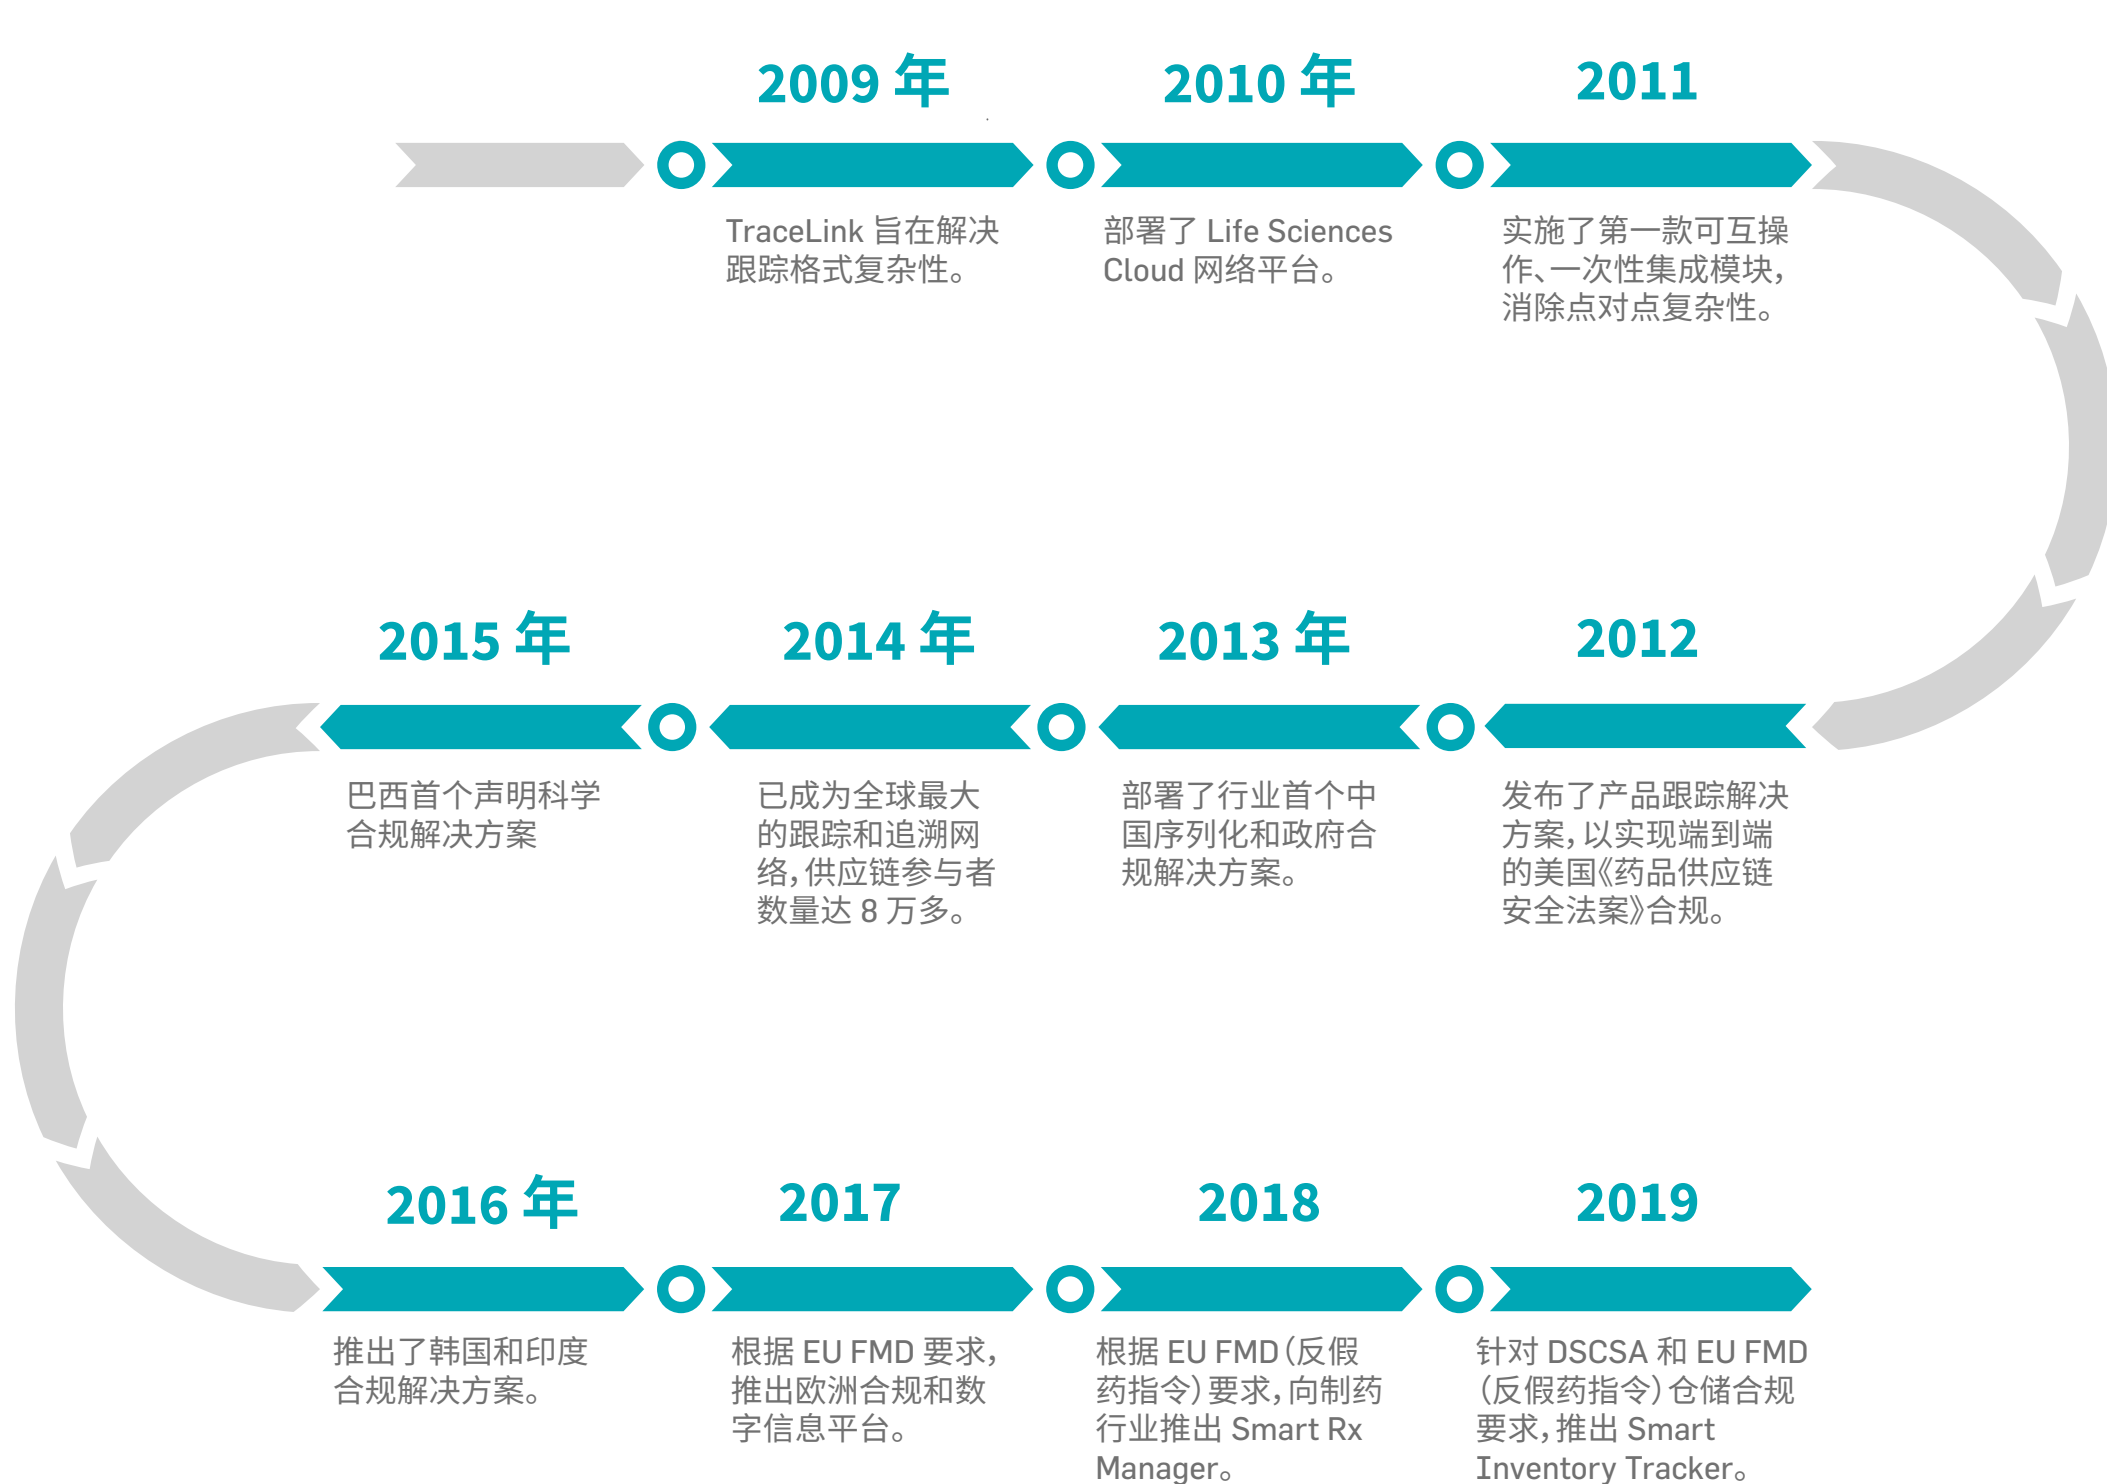 2009 年
TraceLink 旨在解决
跟踪格式复杂性。
2010 年
部署了 Life Sciences
Cloud 网络平台。
2011
实施了第一款可互操
作、一次性集成模块，
消除点对点复杂性。
2012
发布了产品跟踪解决
方案，以实现端到端
的美国《药品供应链
安全法案》合规。
2013 年
部署了行业首个中
国序列化和政府合
规解决方案。
2014 年
已成为全球最大
的跟踪和追溯网
络，供应链参与者
数量达 8 万多。
2015 年
巴西首个声明科学
合规解决方案
2016 年
推出了韩国和印度
合规解决方案。
2017
根据 EU FMD 要求，
推出欧洲合规和数
字信息平台。
2018
根据 EU FMD（反假
药指令）要求，向制药
行业推出 Smart Rx
Manager。
2019
针对 DSCSA 和 EU FMD
（反假药指令）仓储合规
要求，推出 Smart
Inventory Tracker。